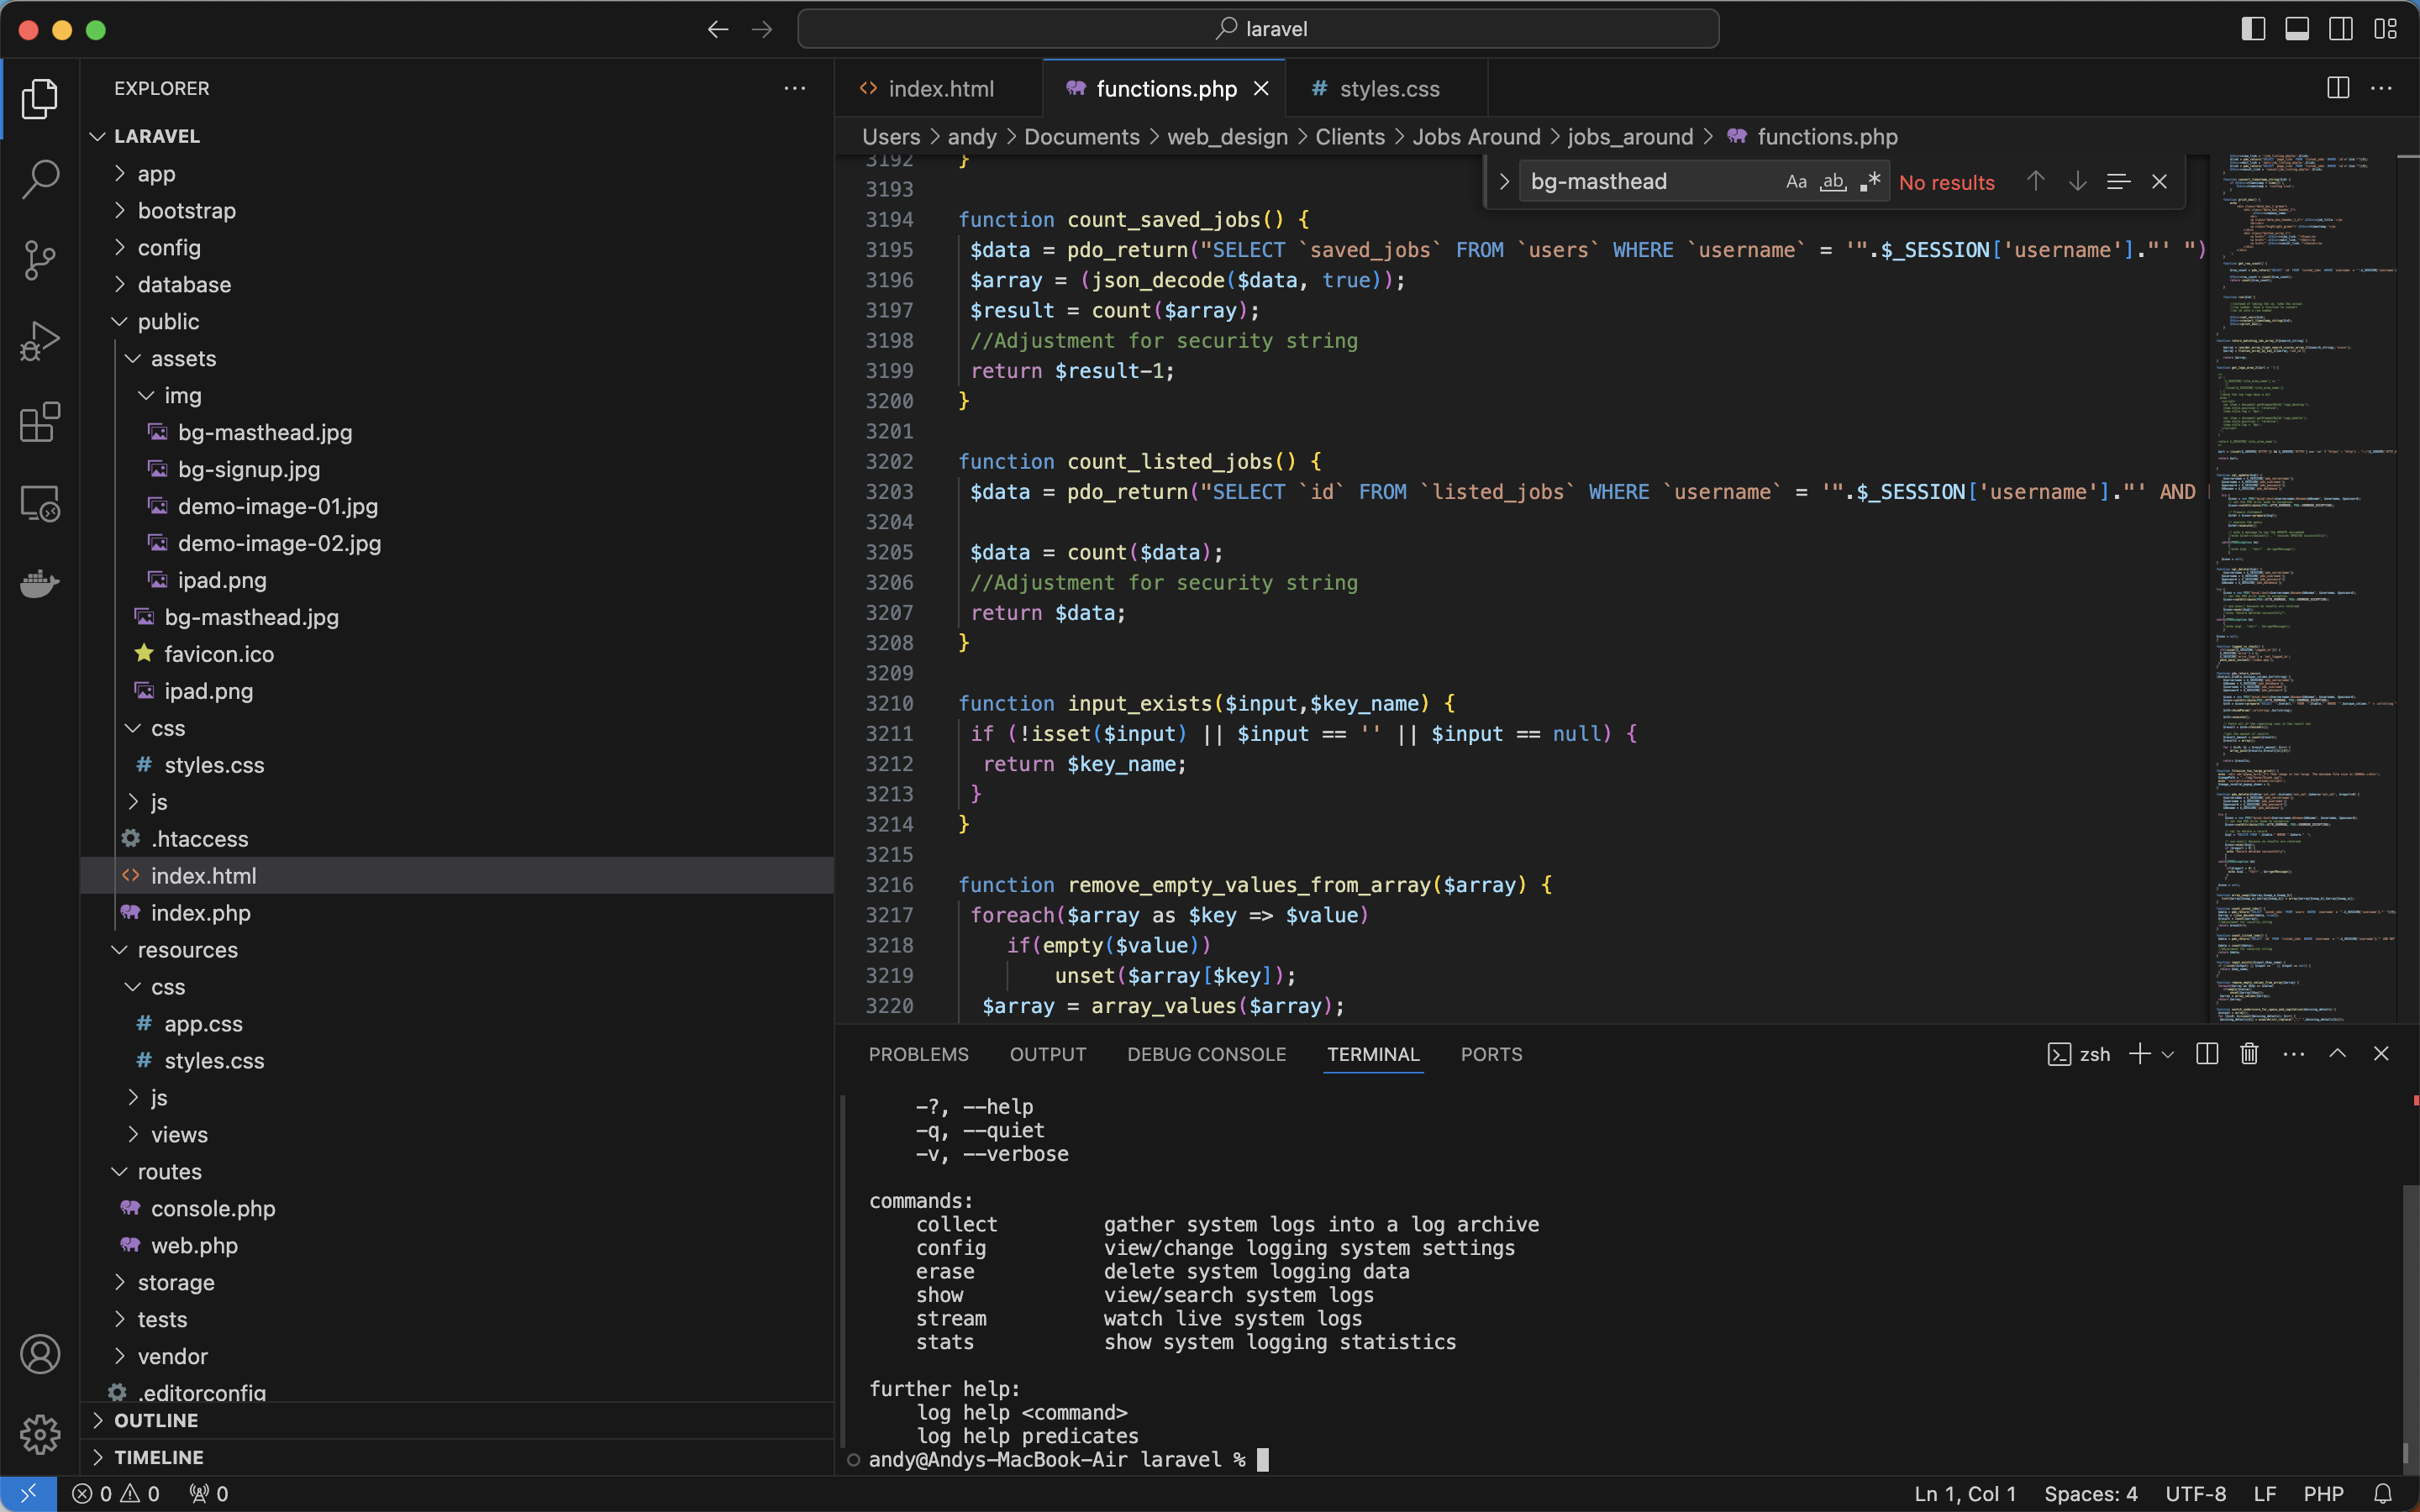 laravel
EXPLORER
LARAVEL
app
bootstrap
config
database
public
assets
img
bg-masthead.jpg
bg-signup.jpg
demo-image-01.jpg
demo-image-02.jpg
ipad.png
bg-masthead.jpg
favicon.ico
ipad.png
css
# styles.css
js
.htaccess
<> index.html
index.php
resources
css
# app.css
# styles.css
js
views
routes
console.php
web.php
storage
tests
vendor
.editorconfig
OUTLINE
TIMELINE
<> index.html functions.php # styles.css
Users > andy > Documents > web_design > Clients > Jobs Around > jobs_around > functions.php
bg-masthead Aa ab .* No results
3192 }
3193
3194 function count_saved_jobs() {
3195 $data = pdo_return("SELECT `saved_jobs` FROM `users` WHERE `username` = '".$_SESSION['username']."' ")
3196 $array = (json_decode($data, true));
3197 $result = count($array);
3198 //Adjustment for security string
3199 return $result-1;
3200 }
3201
3202 function count_listed_jobs() {
3203 $data = pdo_return("SELECT `id` FROM `listed_jobs` WHERE `username` = '".$_SESSION['username']."' AND
3204
3205 $data = count($data);
3206 //Adjustment for security string
3207 return $data;
3208 }
3209
3210 function input_exists($input,$key_name) {
3211 if (!isset($input) || $input == '' || $input == null) {
3212 return $key_name;
3213 }
3214 }
3215
3216 function remove_empty_values_from_array($array) {
3217 foreach($array as $key => $value)
3218 if(empty($value))
3219 unset($array[$key]);
3220 $array = array_values($array);
PROBLEMS OUTPUT DEBUG CONSOLE TERMINAL PORTS
zsh
-?, --help
-q, --quiet
-v, --verbose
commands:
collect gather system logs into a log archive
config view/change logging system settings
erase delete system logging data
show view/search system logs
stream watch live system logs
stats show system logging statistics
further help:
log help <command>
log help predicates
andy@Andys-MacBook-Air laravel %
0 0 0
Ln 1, Col 1 Spaces: 4 UTF-8 LF PHP